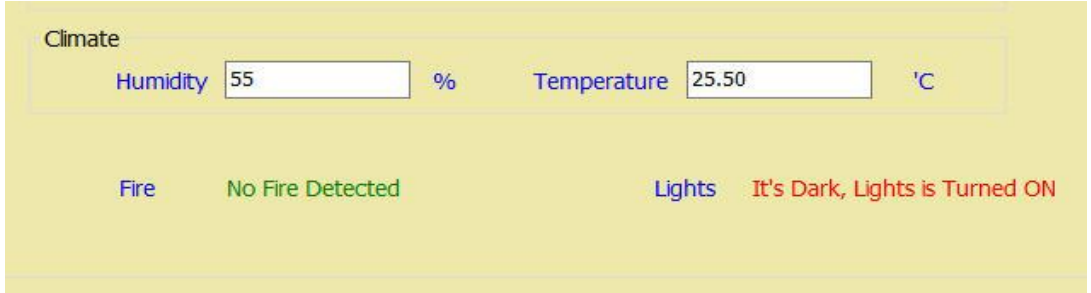 Climate
Humidity 55 % Temperature 25.50 'C
Fire No Fire Detected Lights It's Dark, Lights is Turned ON